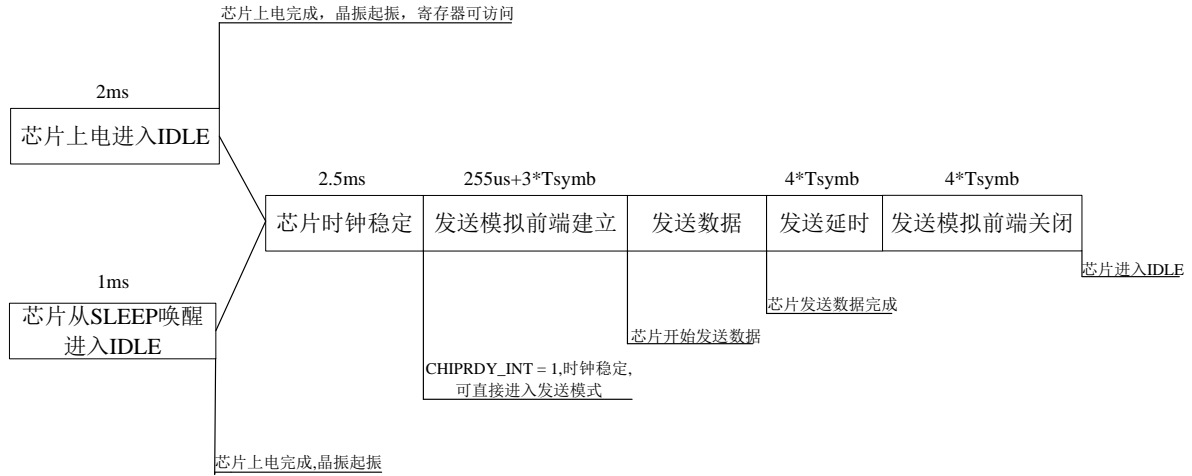 芯片上电完成，晶振起振，寄存器可访问
2ms
芯片上电进入IDLE
2.5ms
255us+3*Tsymb
4*Tsymb
4*Tsymb
芯片时钟稳定
发送模拟前端建立
发送数据
发送延时
发送模拟前端关闭
芯片进入IDLE
1ms
芯片从SLEEP唤醒
进入IDLE
芯片发送数据完成
芯片开始发送数据
CHIPRDY_INT = 1,时钟稳定,
可直接进入发送模式
芯片上电完成,晶振起振